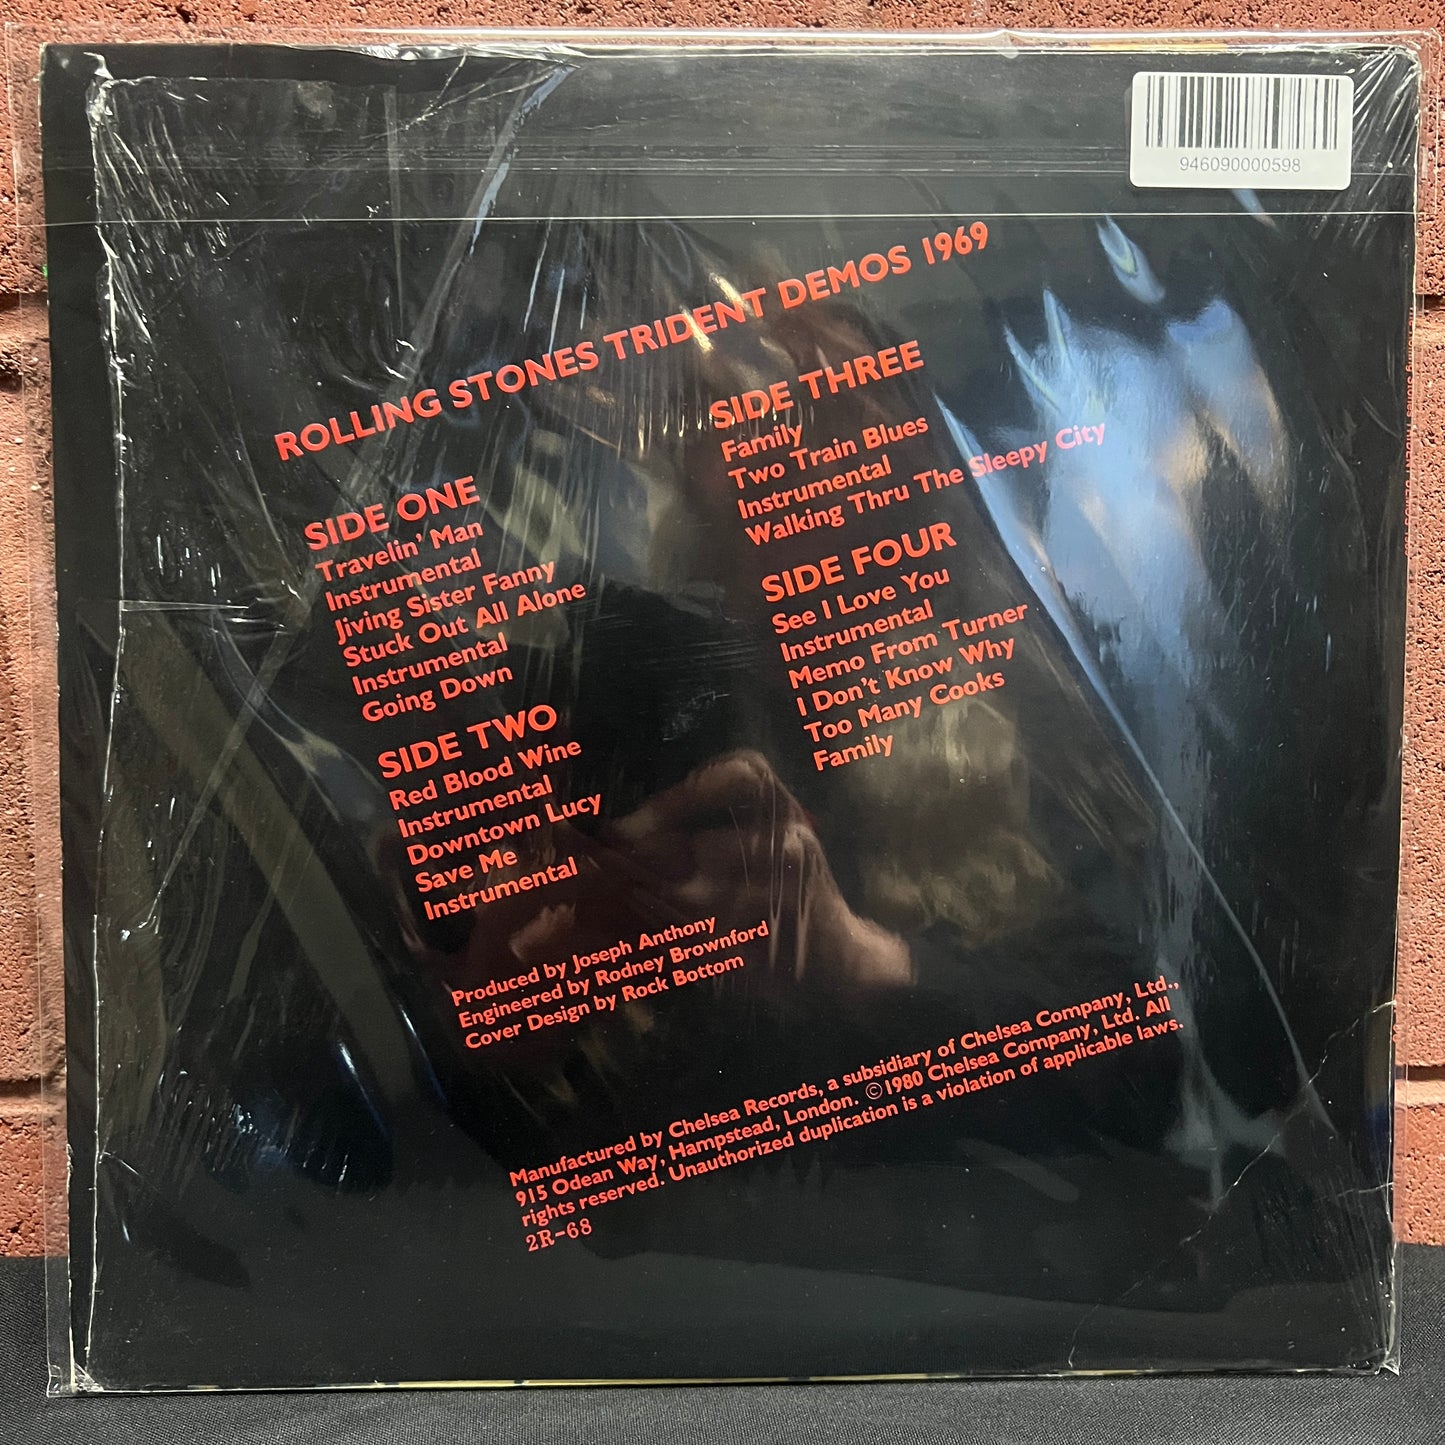 946090000598
ROLLING STONES TRIDENT DEMOS 1969
SIDE ONE
Travelin' Man
Instrumental
Jiving Sister Fanny
Stuck Out All Alone
Instrumental
Going Down
SIDE TWO
Red Blood Wine
Instrumental
Downtown Lucy
Save Me
Instrumental
SIDE THREE
Family
Two Train Blues
Instrumental
Walking Thru The Sleepy City
SIDE FOUR
See I Love You
Instrumental
Memo From Turner
I Don't Know Why
Too Many Cooks
Family
Produced by Joseph Anthony
Engineered by Rodney Brownford
Cover Design by Rock Bottom
Manufactured by Chelsea Records, a subsidiary of Chelsea Company, Ltd.,
915 Odean Way, Hampstead, London. ©1980 Chelsea Company, Ltd. All
rights reserved. Unauthorized duplication is a violation of applicable laws.
2R-68